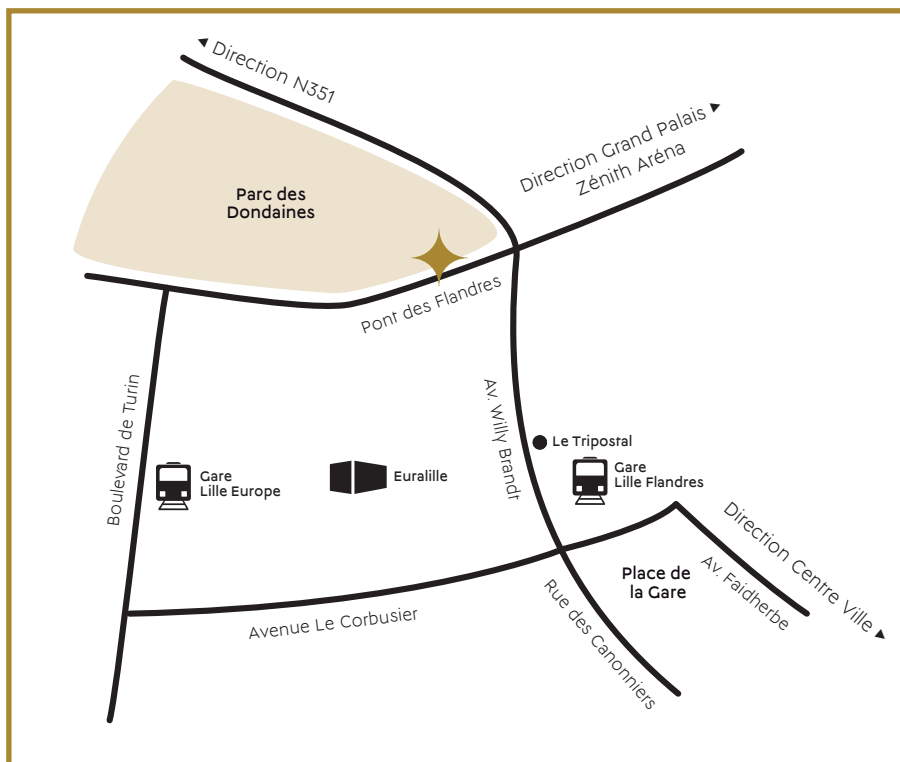 Direction N351
Direction Grand Palais
Zénith Aréna
Parc des
Dondaines
Pont des Flandres
Boulevard de Turin
Av. Willy Brandt
Le Tripostal
Gare
Lille Europe
Euralille
Gare
Lille Flandres
Direction Centre Ville
Av. Faidherbe
Place de
la Gare
Rue des Canonniers
Avenue Le Corbusier